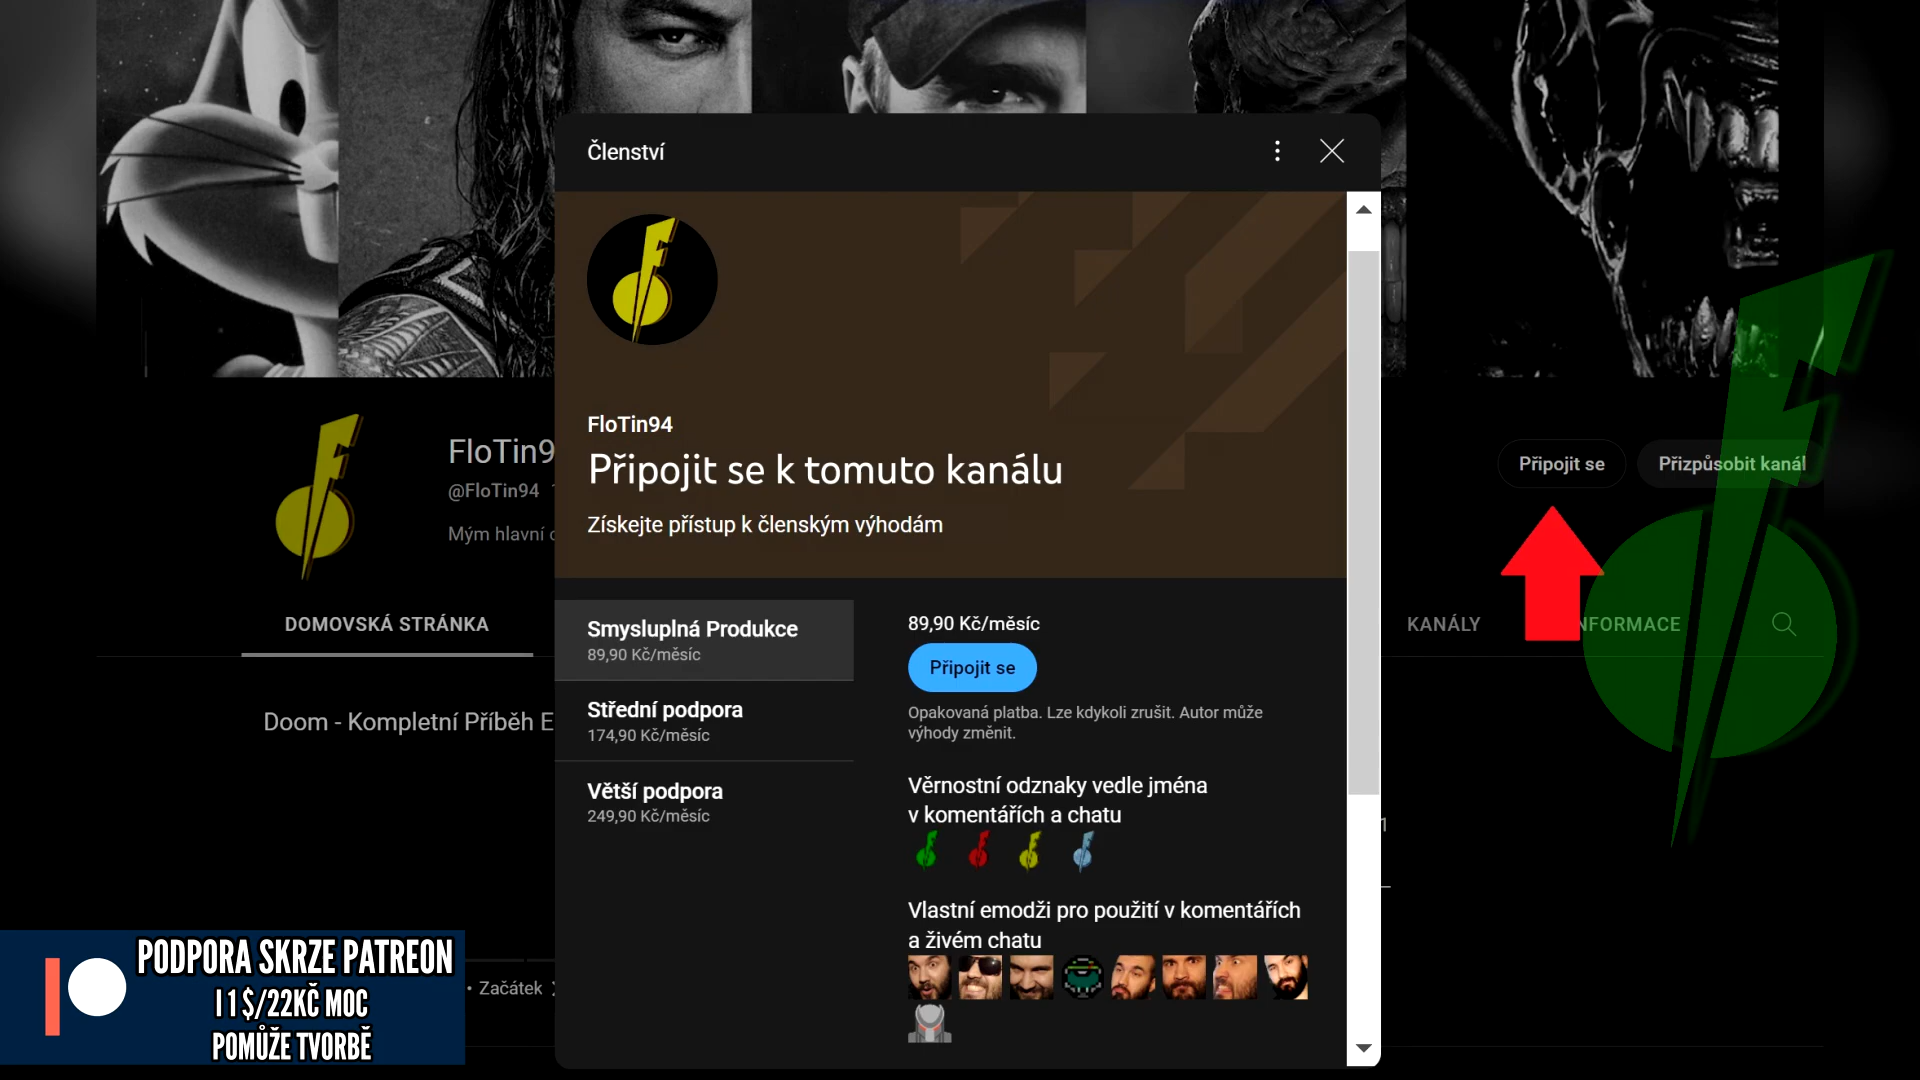 Členství
FloTin94
Připojit se k tomuto kanálu
Získejte přístup k členským výhodám
FloTin9
@FloTin94
Mým hlavní
Připojit se
Přizpůsobit kanál
DOMOVSKÁ STRÁNKA
KANÁLY
NFORMACE
Doom - Kompletní Příběh E
Smysluplná Produkce
89,90 Kč/měsíc
Střední podpora
174,90 Kč/měsíc
Větší podpora
249,90 Kč/měsíc
89,90 Kč/měsíc
Připojit se
Opakovaná platba. Lze kdykoli zrušit. Autor může
výhody změnit.
Věrnostní odznaky vedle jména
v komentářích a chatu
Vlastní emodži pro použití v komentářích
a živém chatu
• Začátek
PODPORA SKRZE PATREON
I 1 $/22KČ MOC
POMŮŽE TVORBĚ